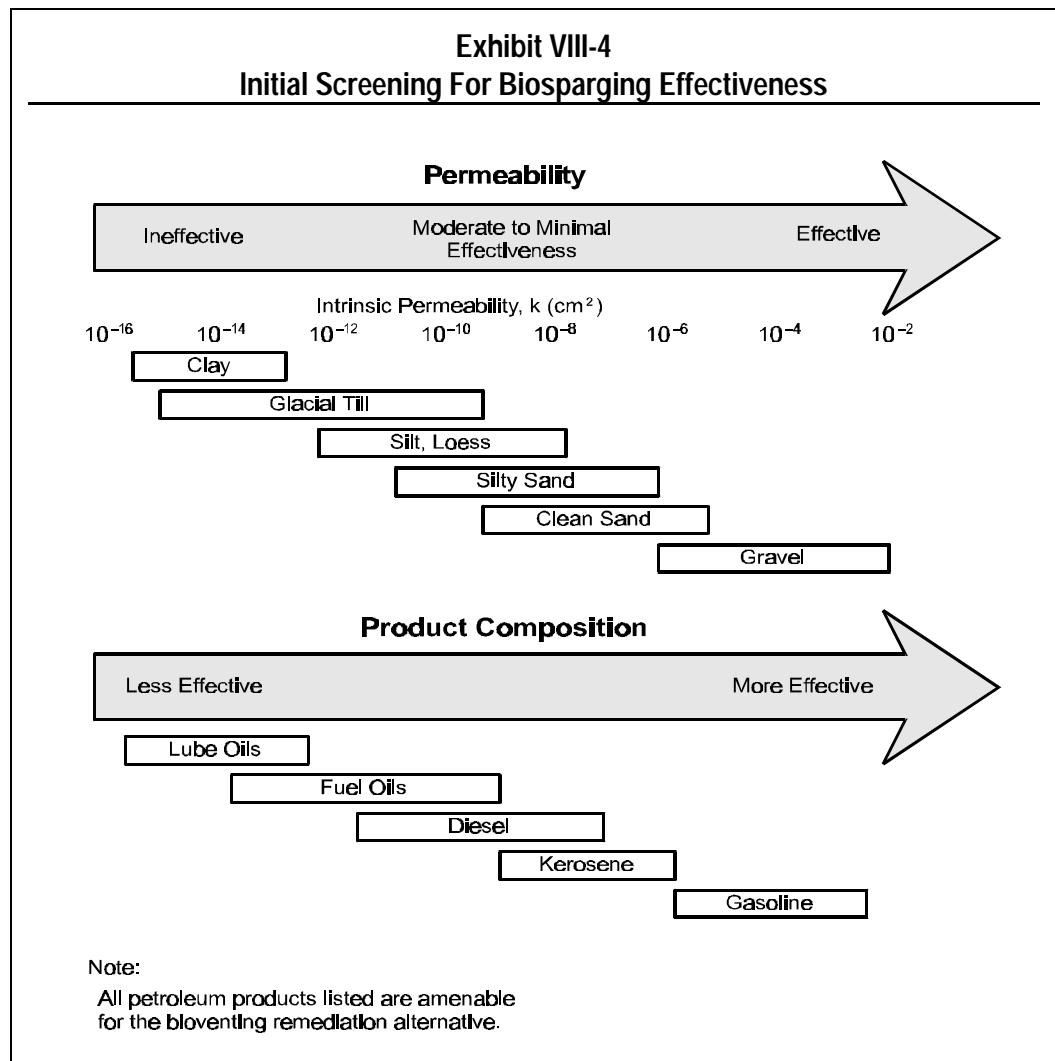 Exhibit VIII-4
Initial Screening For Biosparging Effectiveness
Permeability
Ineffective
Moderate to Minimal
Effectiveness
Effective
Intrinsic Permeability, k (cm²)
10⁻¹⁶ 10⁻¹⁴ 10⁻¹² 10⁻¹⁰ 10⁻⁸ 10⁻⁶ 10⁻⁴ 10⁻²
Clay
Glacial Till
Silt, Loess
Silty Sand
Clean Sand
Gravel
Product Composition
Less Effective More Effective
Lube Oils
Fuel Oils
Diesel
Kerosene
Gasoline
Note:
All petroleum products listed are amenable
for the bioventing remediation alternative.